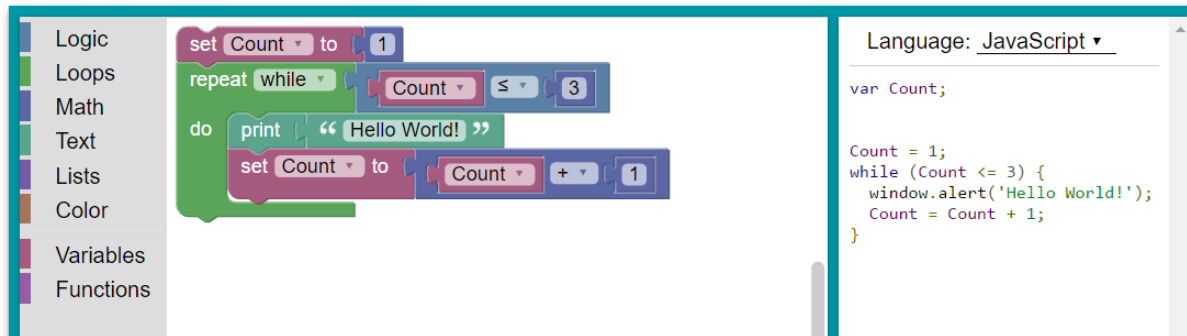 Logic
Loops
Math
Text
Lists
Color
Variables
Functions
set Count ▾ to 1
repeat while ▾ Count ▾ ≤ ▾ 3
do print “ Hello World! ”
set Count ▾ to Count ▾ + ▾ 1
Language: JavaScript ▾
var Count;
Count = 1;
while (Count <= 3) {
  window.alert('Hello World!');
  Count = Count + 1;
}